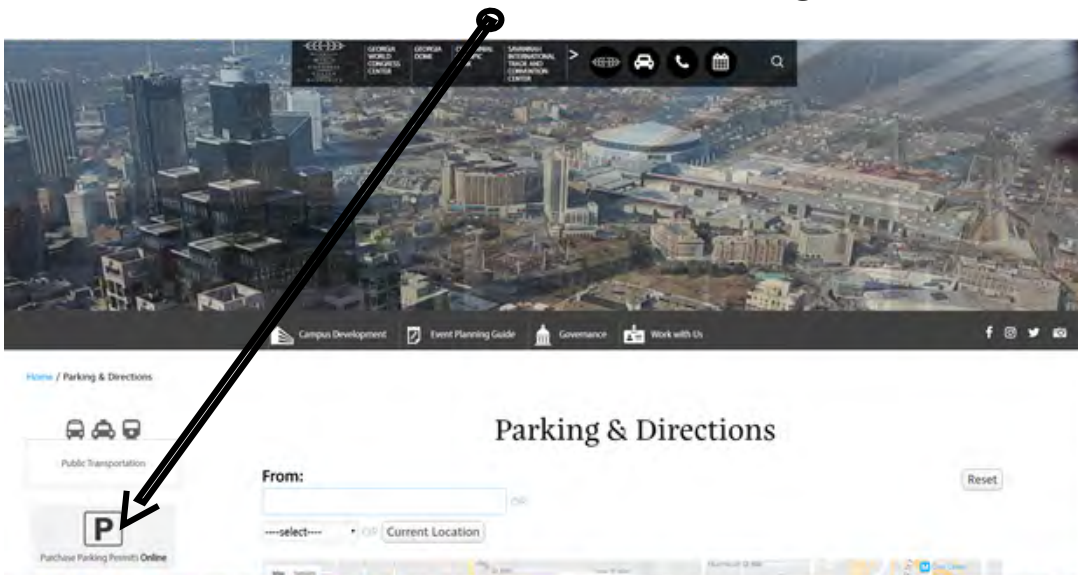 GEORGIA WORLD CONGRESS CENTER
GEORGIA DOME
SAVANNAH INTERNATIONAL TRADE AND CONVENTION CENTER
>
Campus Development
Event Planning Guide
Governance
Work with Us
Home / Parking & Directions
Parking & Directions
Public Transportation
From:
Reset
OR
----select----
OR
Current Location
P
Purchase Parking Permits Online